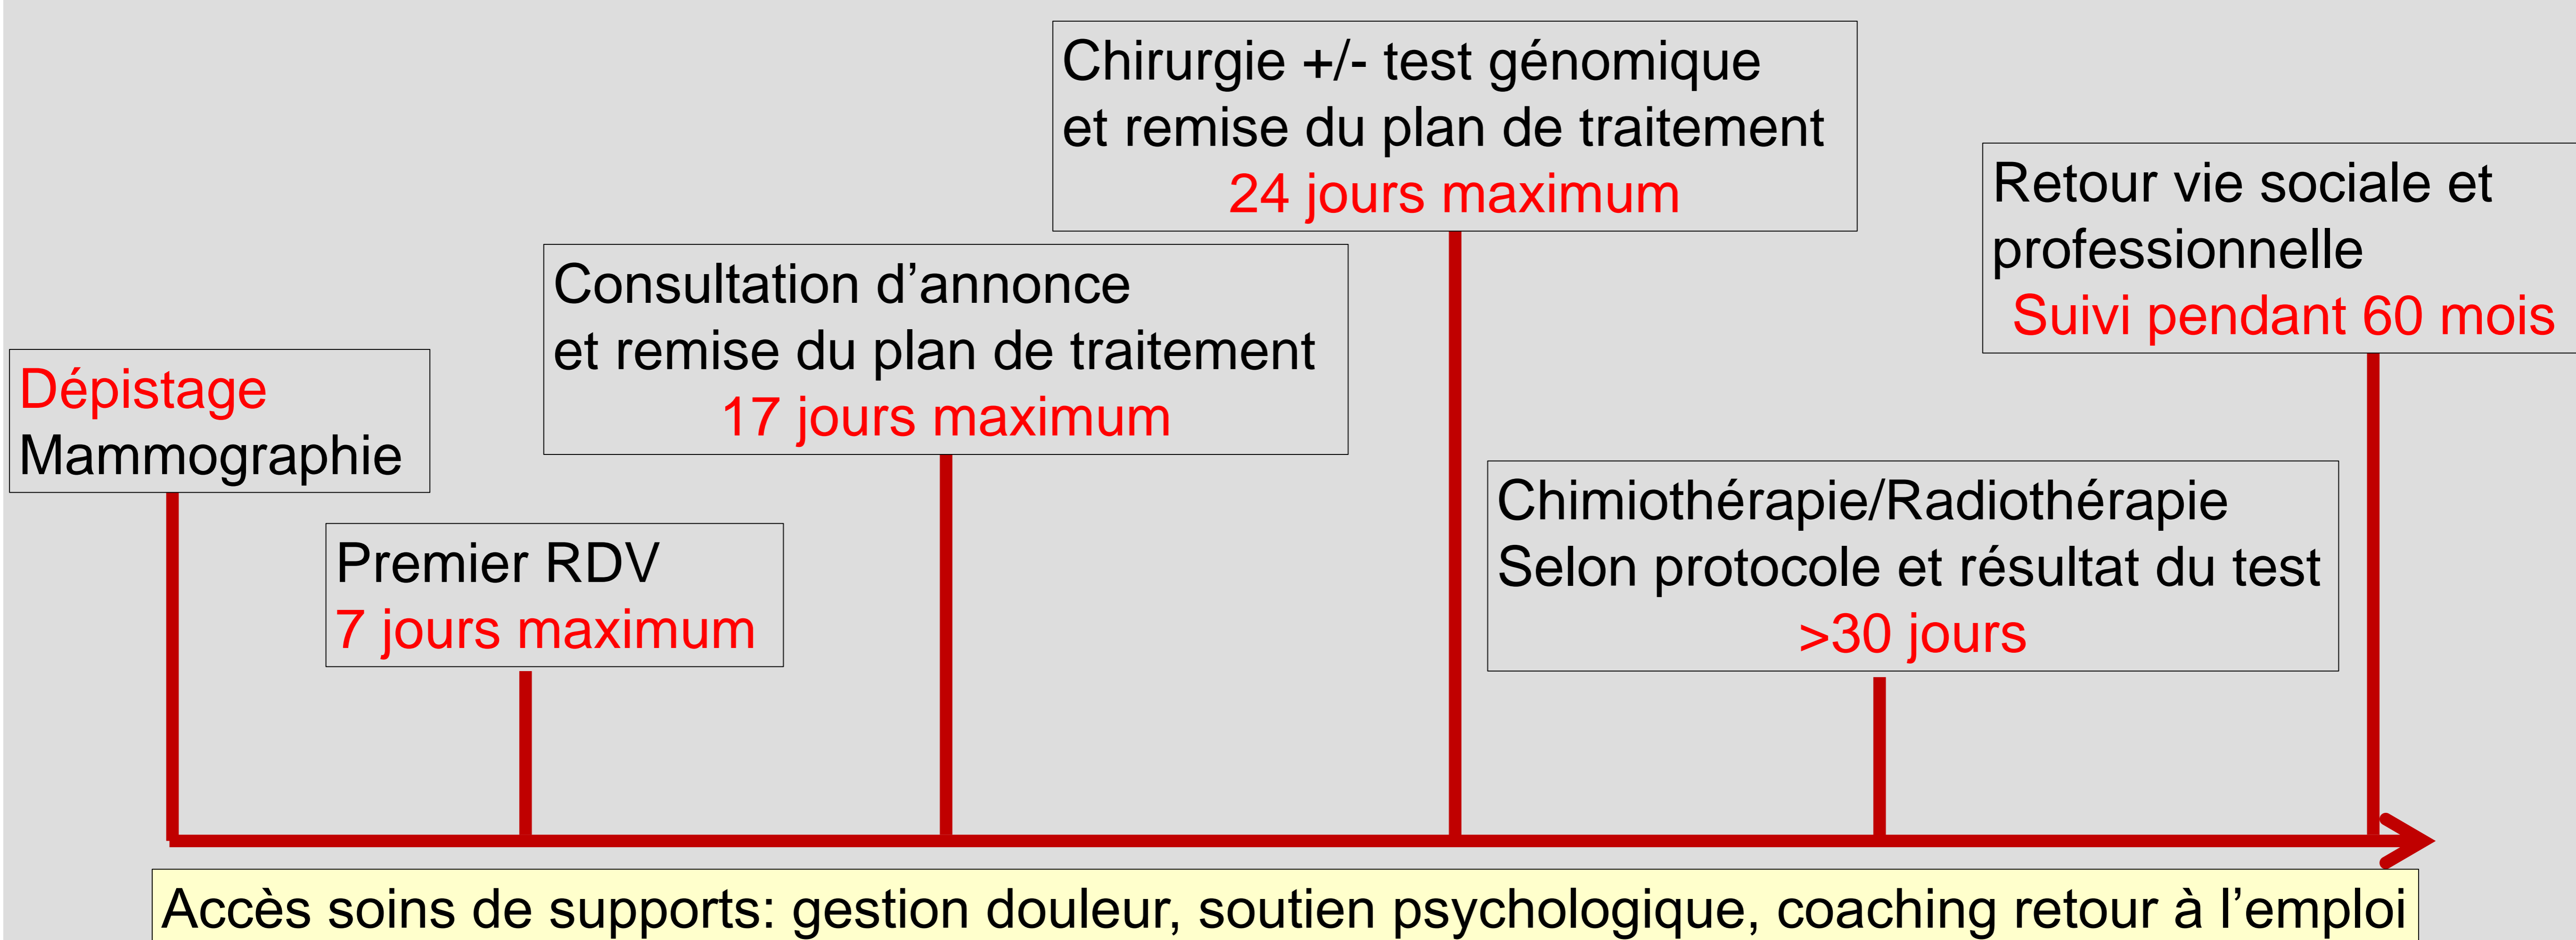 Dépistage
Mammographie
Premier RDV
7 jours maximum
Consultation d’annonce
et remise du plan de traitement
17 jours maximum
Chirurgie +/- test génomique
et remise du plan de traitement
24 jours maximum
Chimiothérapie/Radiothérapie
Selon protocole et résultat du test
>30 jours
Retour vie sociale et
professionnelle
Suivi pendant 60 mois
Accès soins de supports: gestion douleur, soutien psychologique, coaching retour à l’emploi